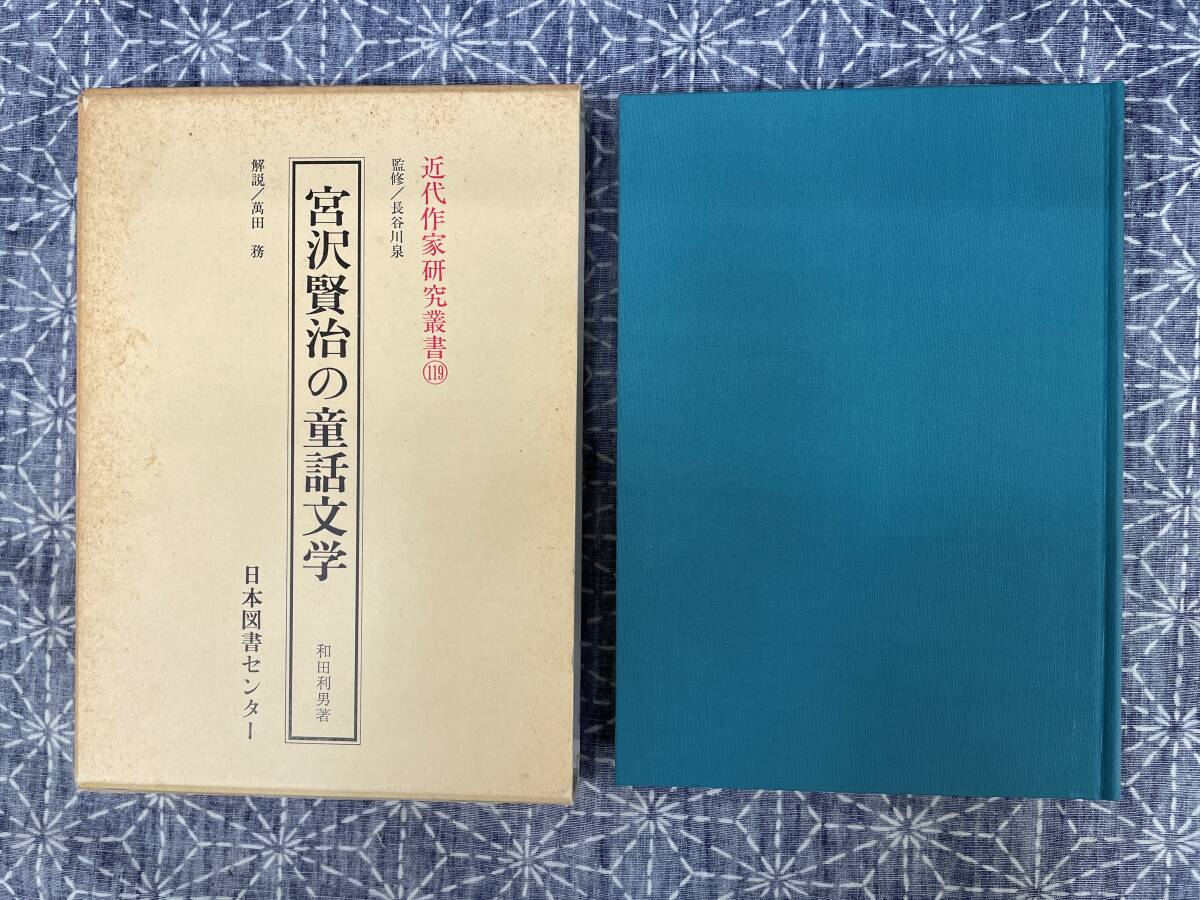 近代作家研究叢書119
監修/長谷川泉
宮沢賢治の童話文学
和田利男著
解説/萬田 務
日本図書センター